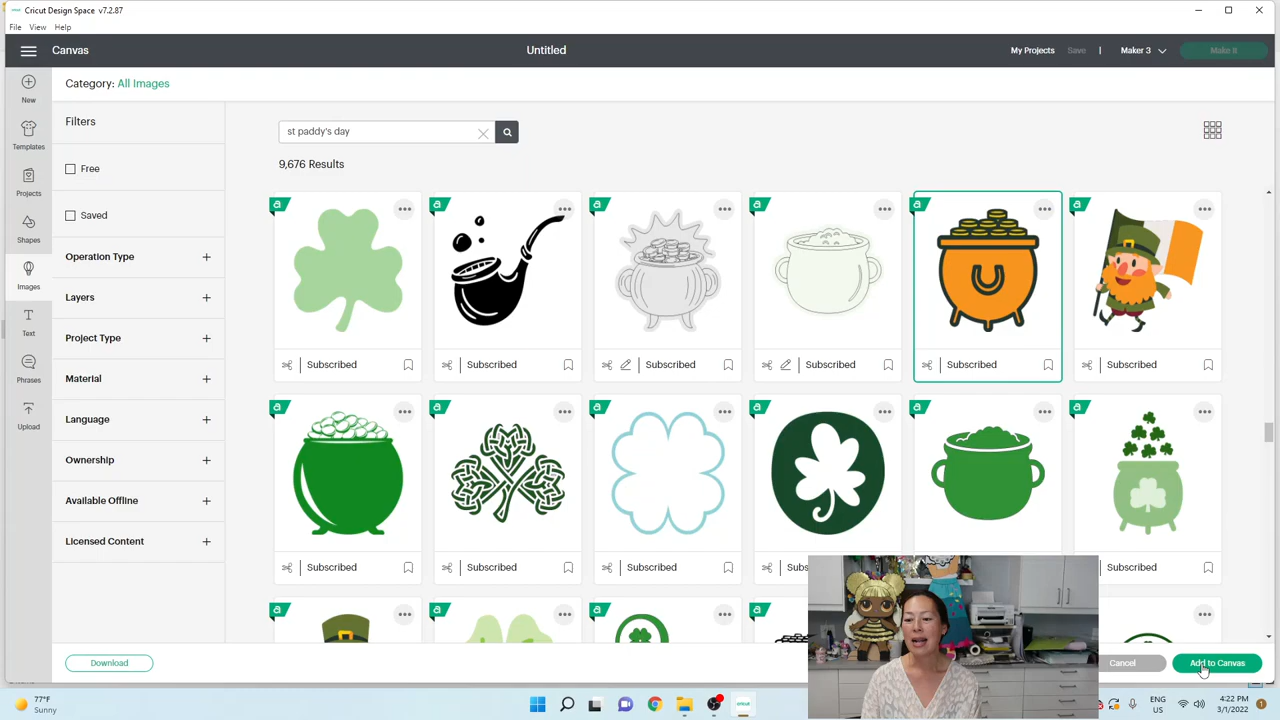 Cricut Design Space v7.2.87
File View Help
Canvas
Untitled
My Projects Save | Maker 3
Make It
New
Templates
Projects
Shapes
Images
Text
Phrases
Upload
Category: All Images
Filters
Free
Saved
Operation Type
Layers
Project Type
Material
Language
Ownership
Available Offline
Licensed Content
Download
st paddy's day
9,676 Results
a a a a a a
Subscribed Subscribed Subscribed Subscribed Subscribed Subscribed
a a a a a a
Subscribed Subscribed Subscribed Subs Subscribed
a a a a a
Cancel Add to Canvas
77°F
Sunny
ENG
US
4:22 PM
3/1/2022